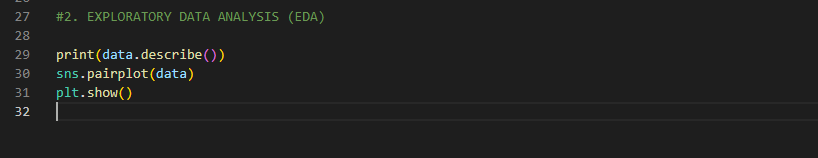 27 #2. EXPLORATORY DATA ANALYSIS (EDA)
28
29 print(data.describe())
30 sns.pairplot(data)
31 plt.show()
32